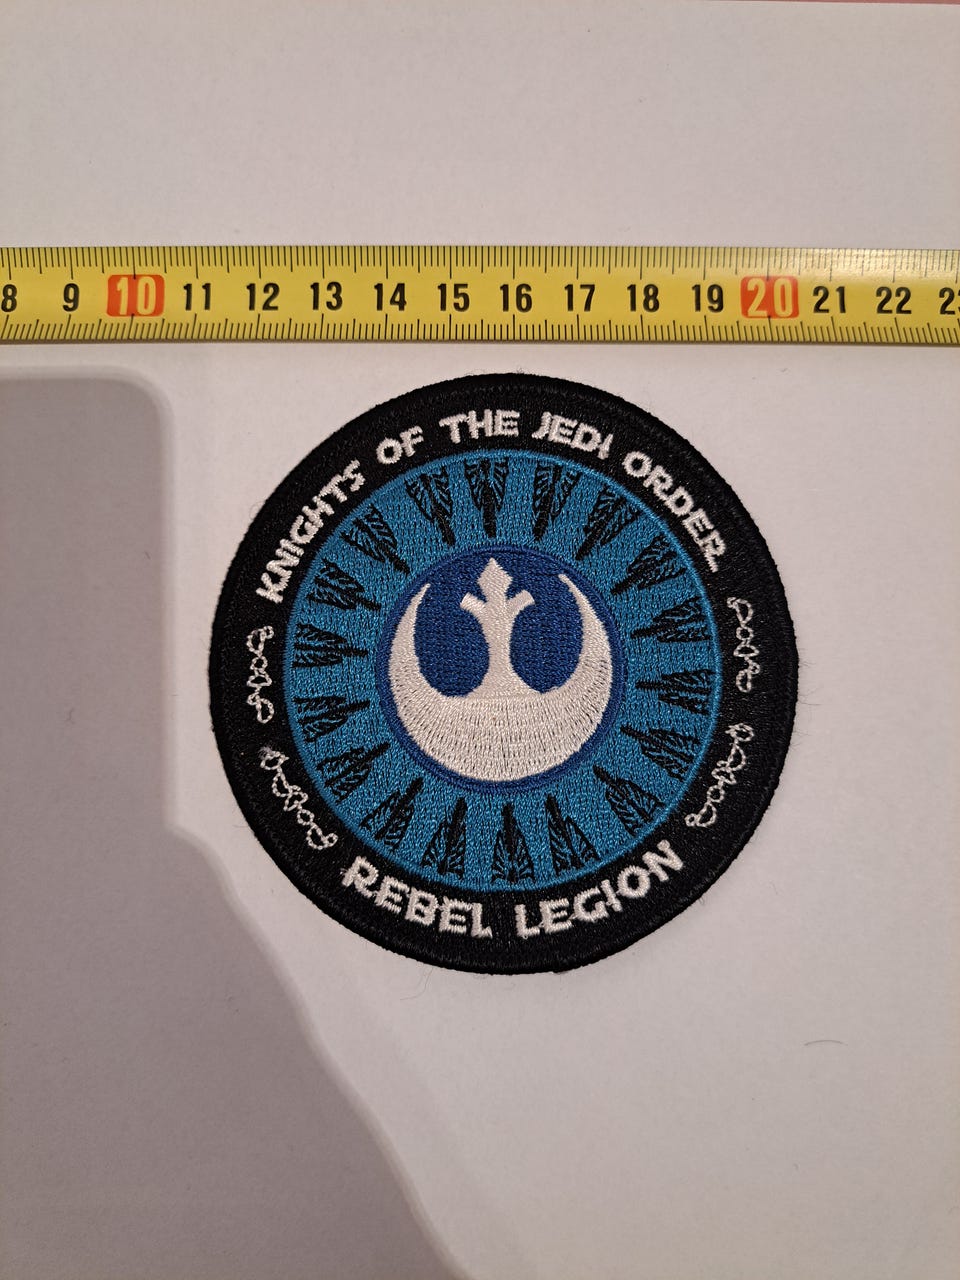 8 9 10 11 12 13 14 15 16 17 18 19 20 21 22
KNIGHTS OF THE JEDI ORDER
REBEL LEGION